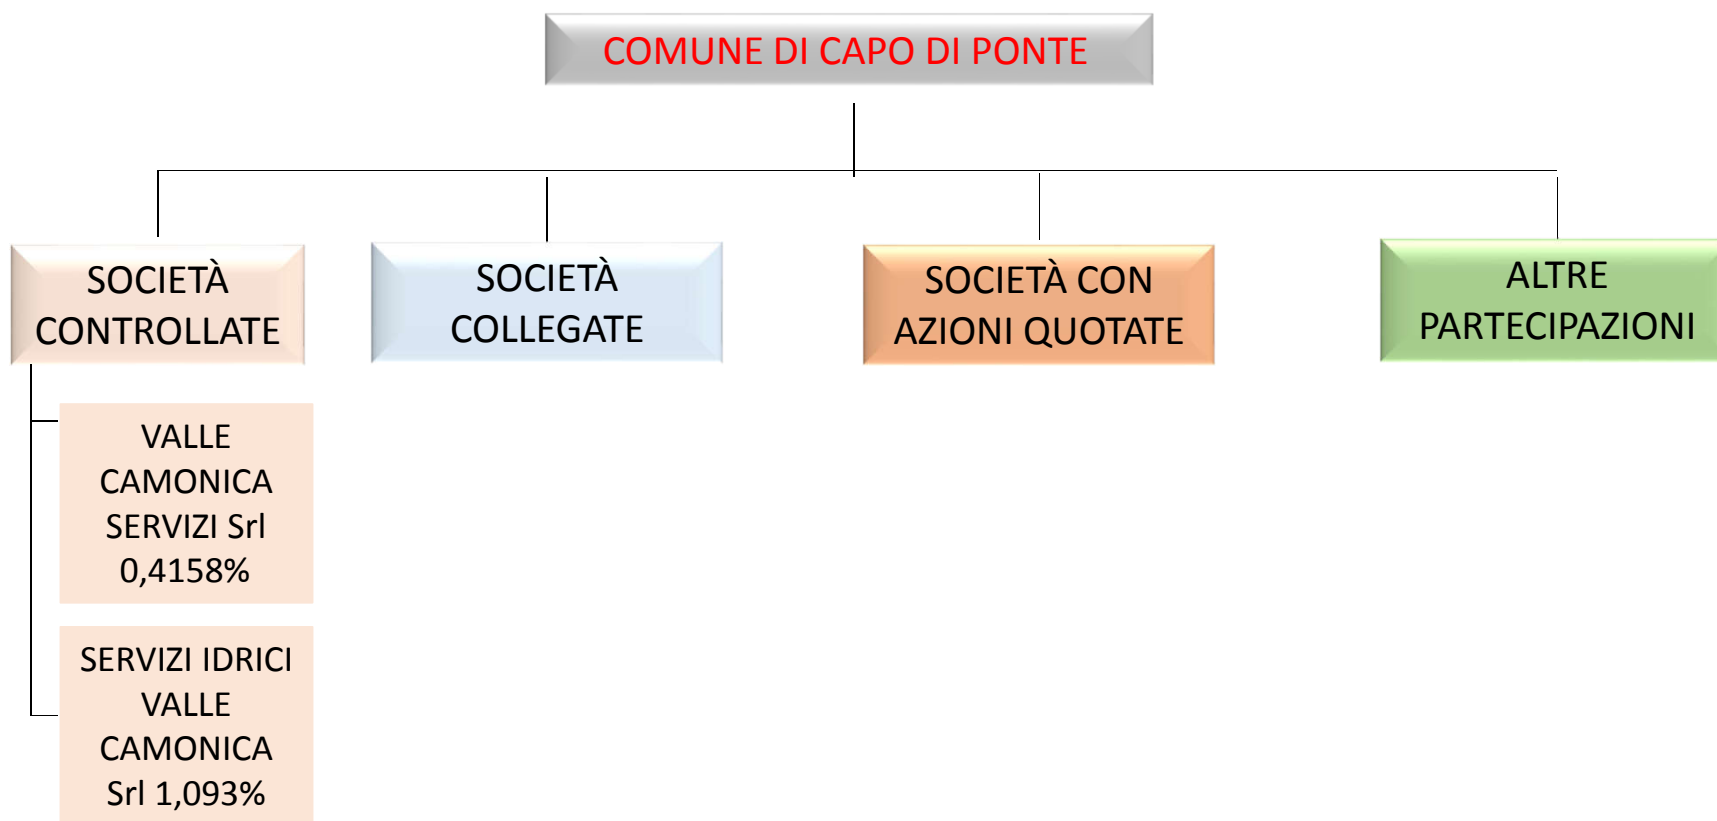 COMUNE DI CAPO DI PONTE
SOCIETÀ
CONTROLLATE
SOCIETÀ
COLLEGATE
SOCIETÀ CON
AZIONI QUOTATE
ALTRE
PARTECIPAZIONI
VALLE
CAMONICA
SERVIZI Srl
0,4158%
SERVIZI IDRICI
VALLE
CAMONICA
Srl 1,093%